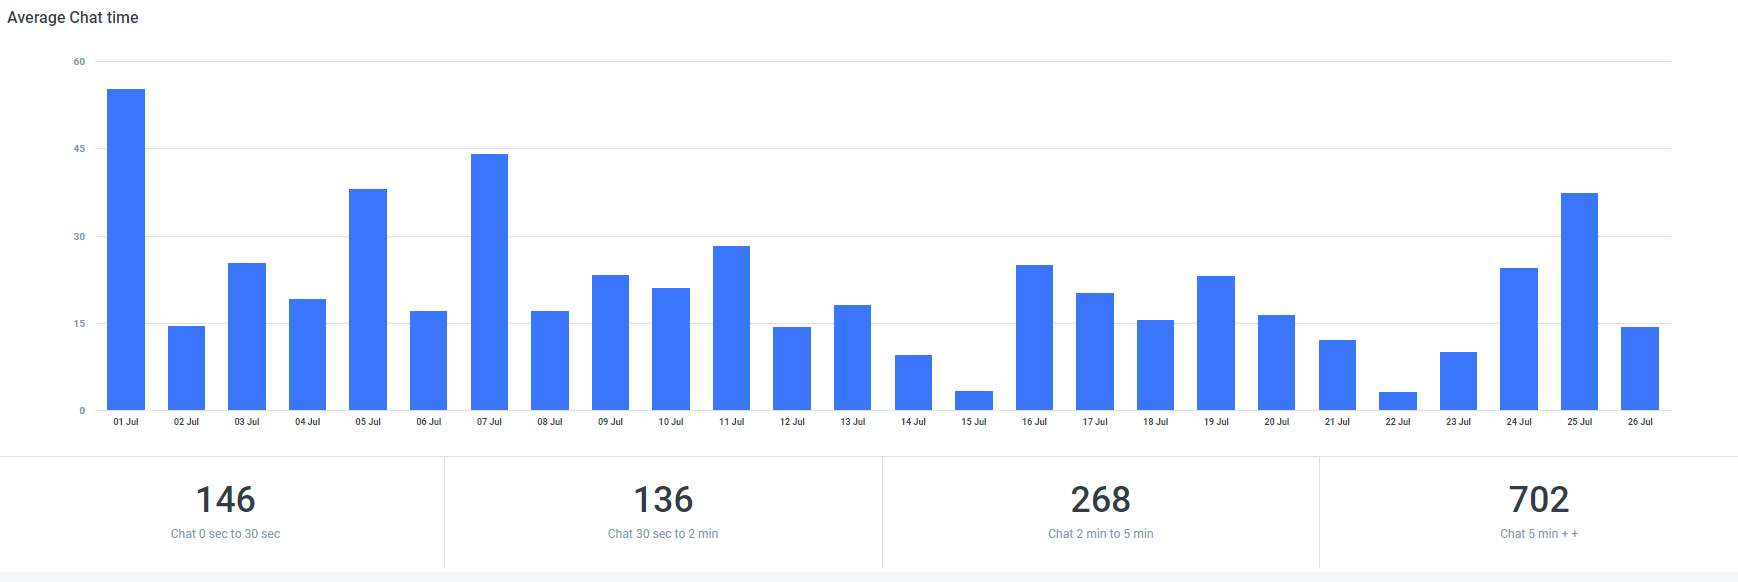 Average Chat time
60
45
30
15
0
01 Jul 02 Jul 03 Jul 04 Jul 05 Jul 06 Jul 07 Jul 08 Jul 09 Jul 10 Jul 11 Jul 12 Jul 13 Jul 14 Jul 15 Jul 16 Jul 17 Jul 18 Jul 19 Jul 20 Jul 21 Jul 22 Jul 23 Jul 24 Jul 25 Jul 26 Jul
146 136 268 702
Chat 0 sec to 30 sec Chat 30 sec to 2 min Chat 2 min to 5 min Chat 5 min + +